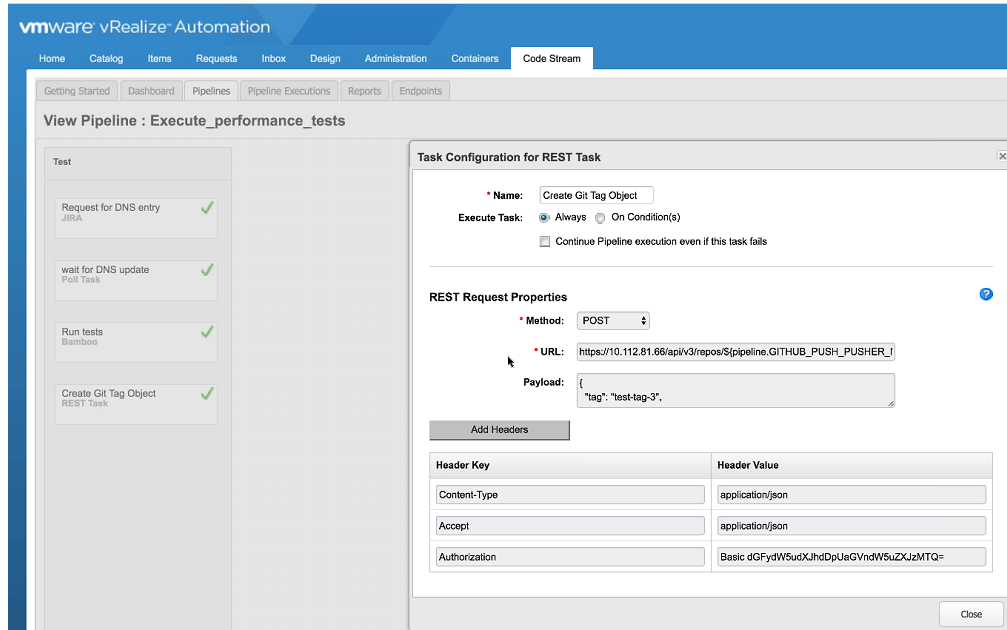 vmware vRealize Automation
Home Catalog Items Requests Inbox Design Administration Containers Code Stream
Getting Started Dashboard Pipelines Pipeline Executions Reports Endpoints
View Pipeline : Execute_performance_tests
Test
Request for DNS entry
JIRA
wait for DNS update
Poll Task
Run tests
Bamboo
Create Git Tag Object
REST Task
Task Configuration for REST Task
* Name: Create Git Tag Object
Execute Task: Always On Condition(s)
Continue Pipeline execution even if this task fails
REST Request Properties
?
* Method: POST
* URL: https://10.112.81.66/api/v3/repos/${pipeline.GITHUB_PUSH_PUSHER_
Payload: {
"tag": "test-tag-3",
Add Headers
Header Key Header Value
Content-Type application/json
Accept application/json
Authorization Basic dGFydW5udXJhdDpUaGVndW5uZXJzMTQ=
Close